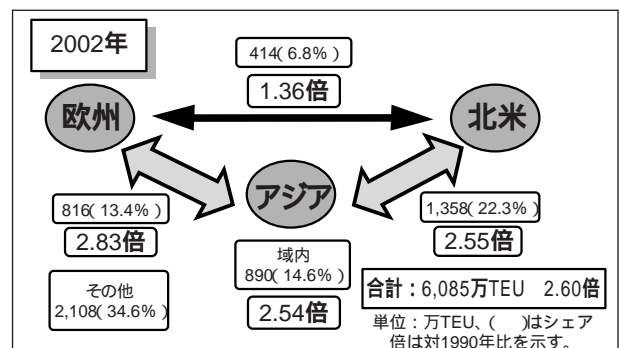 2002年
414( 6.8% )
1.36倍
欧州
北米
アジア
816( 13.4% )
2.83倍
1,358( 22.3% )
2.55倍
域内
890( 14.6% )
2.54倍
その他
2,108( 34.6% )
合計：6,085万TEU 2.60倍
単位：万TEU、( )はシェア
倍は対1990年比を示す。